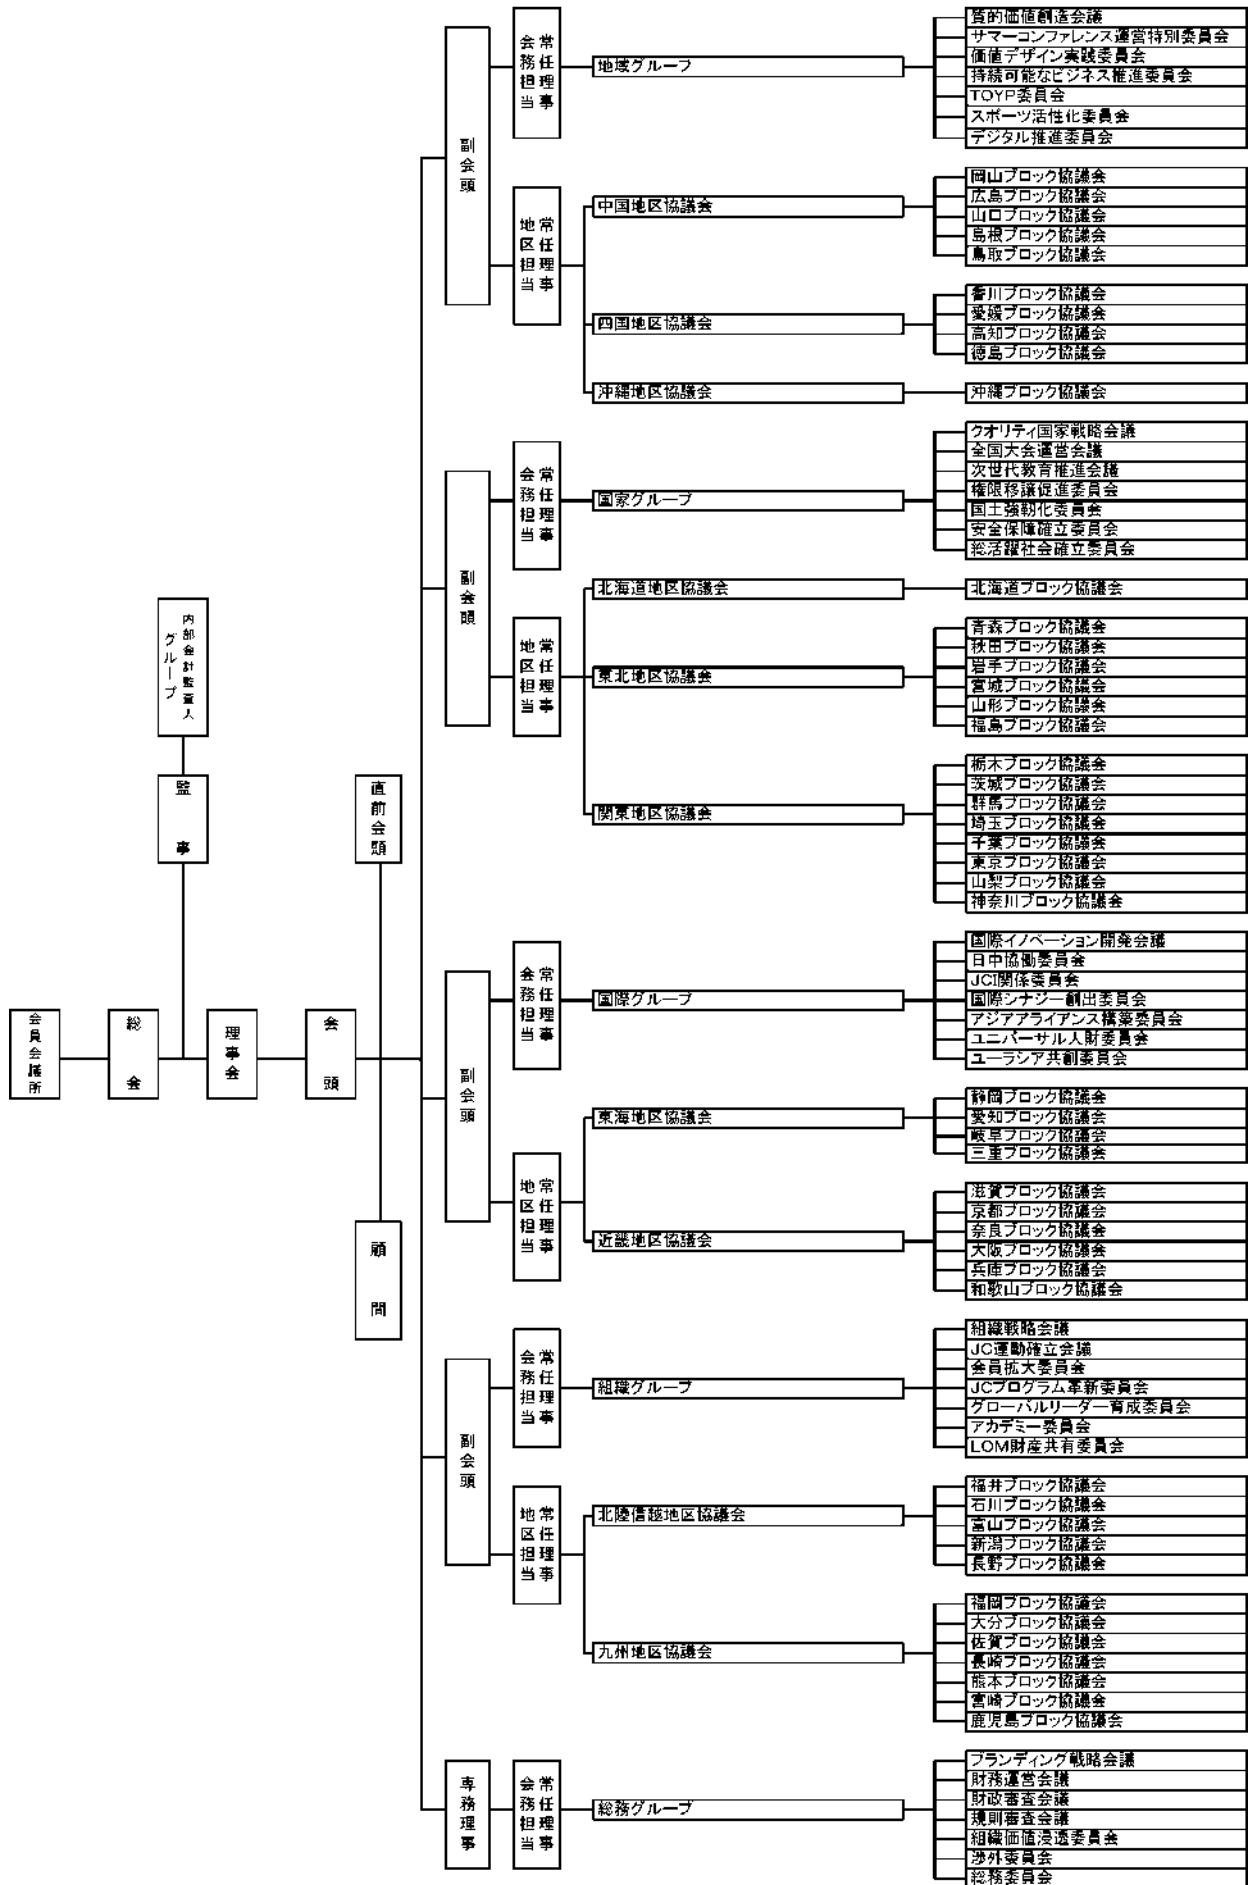 会員会議所
総会
理事会
会頭
監事
内部会計監査人
グループ
直前会頭
顧問
副会頭
常任理事
会務担当
地域グループ
質的価値創造会議
サマーコンファレンス運営特別委員会
価値デザイン実践委員会
持続可能なビジネス推進委員会
TOYP委員会
スポーツ活性化委員会
デジタル推進委員会
常任理事
地区担当
中国地区協議会
岡山ブロック協議会
広島ブロック協議会
山口ブロック協議会
島根ブロック協議会
鳥取ブロック協議会
四国地区協議会
香川ブロック協議会
愛媛ブロック協議会
高知ブロック協議会
徳島ブロック協議会
沖縄地区協議会
沖縄ブロック協議会
副会頭
常任理事
会務担当
国家グループ
クオリティ国家戦略会議
全国大会運営会議
次世代教育推進会議
権限移譲促進委員会
国土強靱化委員会
安全保障確立委員会
総活躍社会確立委員会
常任理事
地区担当
北海道地区協議会
北海道ブロック協議会
東北地区協議会
青森ブロック協議会
秋田ブロック協議会
岩手ブロック協議会
宮城ブロック協議会
山形ブロック協議会
福島ブロック協議会
関東地区協議会
栃木ブロック協議会
茨城ブロック協議会
群馬ブロック協議会
埼玉ブロック協議会
千葉ブロック協議会
東京ブロック協議会
山梨ブロック協議会
神奈川ブロック協議会
副会頭
常任理事
会務担当
国際グループ
国際イノベーション開発会議
日中協働委員会
JCI関係委員会
国際シナジー創出委員会
アジアアライアンス構築委員会
ユニバーサル人財委員会
ユーラシア共創委員会
常任理事
地区担当
東海地区協議会
静岡ブロック協議会
愛知ブロック協議会
岐阜ブロック協議会
三重ブロック協議会
近畿地区協議会
滋賀ブロック協議会
京都ブロック協議会
奈良ブロック協議会
大阪ブロック協議会
兵庫ブロック協議会
和歌山ブロック協議会
副会頭
常任理事
会務担当
組織グループ
組織戦略会議
JC運動確立会議
会員拡大委員会
JCプログラム革新委員会
グローバルリーダー育成委員会
アカデミー委員会
LOM財産共有委員会
常任理事
地区担当
北陸信越地区協議会
福井ブロック協議会
石川ブロック協議会
富山ブロック協議会
新潟ブロック協議会
長野ブロック協議会
九州地区協議会
福岡ブロック協議会
大分ブロック協議会
佐賀ブロック協議会
長崎ブロック協議会
熊本ブロック協議会
宮崎ブロック協議会
鹿児島ブロック協議会
専務理事
常任理事
会務担当
総務グループ
ブランディング戦略会議
財務運営会議
財政審査会議
規則審査会議
組織価値浸透委員会
渉外委員会
総務委員会